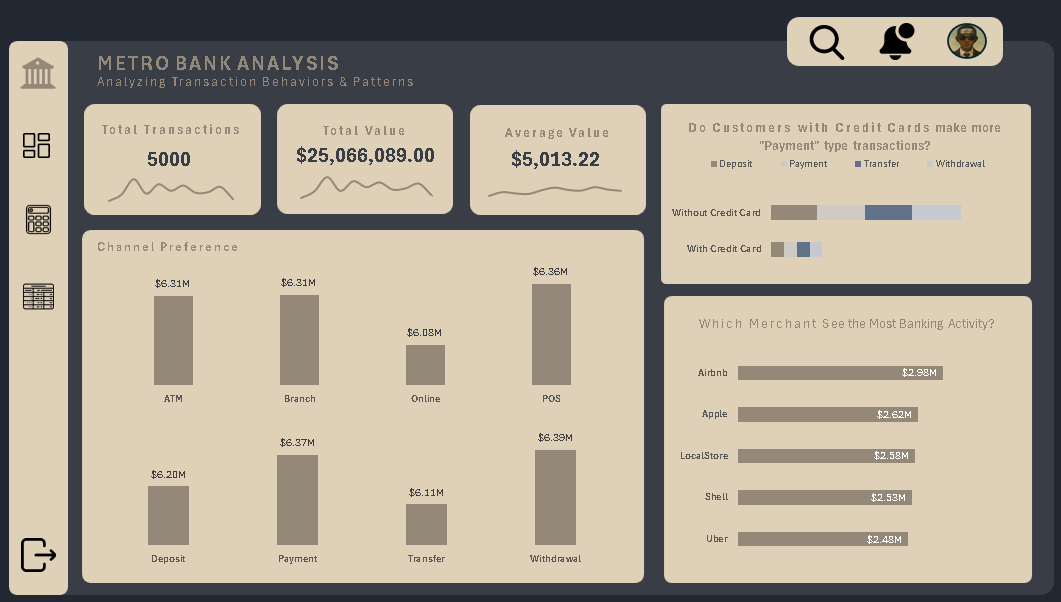 METRO BANK ANALYSIS
Analyzing Transaction Behaviors & Patterns
Total Transactions
5000
Total Value
$25,066,089.00
Average Value
$5,013.22
Do Customers with Credit Cards make more
"Payment" type transactions?
Deposit Payment Transfer Withdrawal
Without Credit Card
With Credit Card
Channel Preference
$6.31M $6.31M $6.08M $6.36M
ATM Branch Online POS
$6.20M $6.37M $6.11M $6.39M
Deposit Payment Transfer Withdrawal
Which Merchant See the Most Banking Activity?
Airbnb $2.98M
Apple $2.62M
LocalStore $2.58M
Shell $2.53M
Uber $2.48M